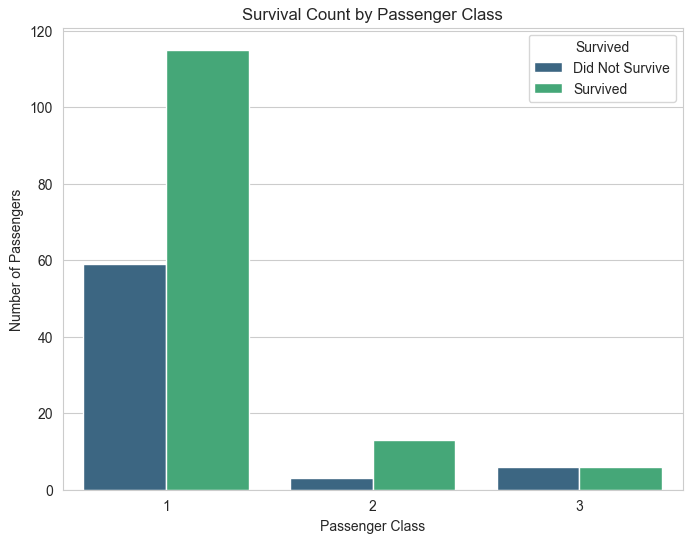 Survival Count by Passenger Class
Survived
Did Not Survive
Survived
Number of Passengers
120
100
80
60
40
20
0
1 2 3
Passenger Class